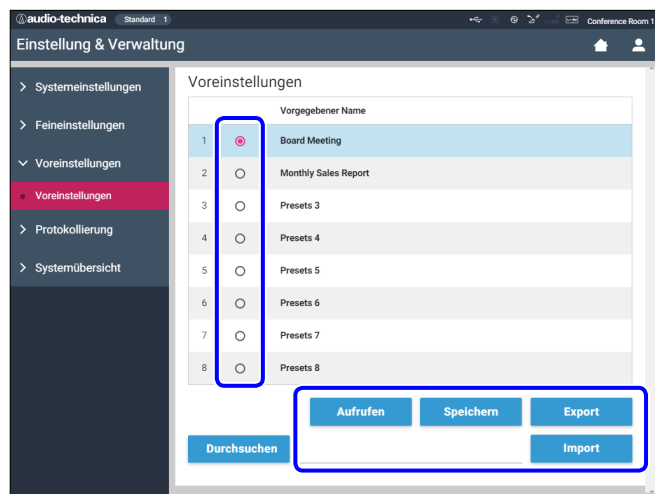 audio-technica Standard 1 Conference Room 1
Einstellung & Verwaltung
Systemeinstellungen
Feineinstellungen
Voreinstellungen
Voreinstellungen
Protokollierung
Systemübersicht
Voreinstellungen
Vorgegebener Name
1 Board Meeting
2 Monthly Sales Report
3 Presets 3
4 Presets 4
5 Presets 5
6 Presets 6
7 Presets 7
8 Presets 8
Aufrufen Speichern Export
Durchsuchen Import